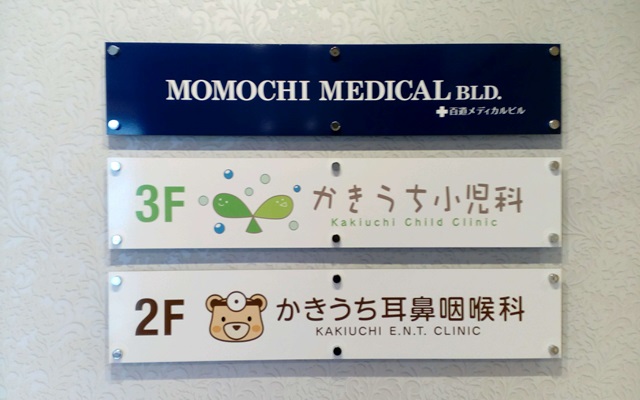 MOMOCHI MEDICAL BLD.
百道メディカルビル
3F
かきうち小児科
Kakiuchi Child Clinic
2F
かきうち耳鼻咽喉科
KAKIUCHI E.N.T. CLINIC